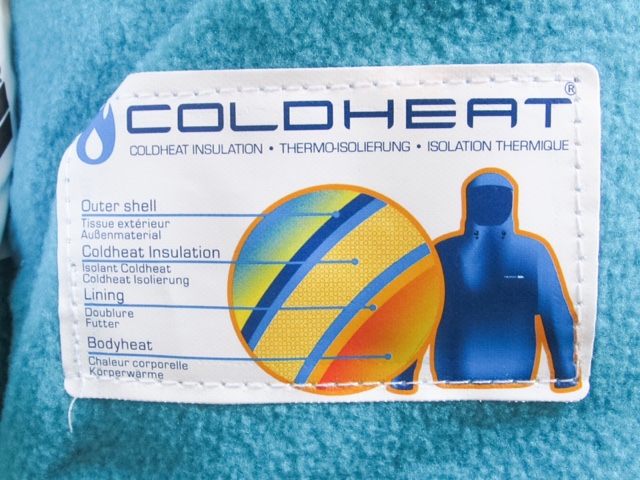 COLDHEAT®
COLDHEAT INSULATION • THERMO-ISOLIERUNG • ISOLATION THERMIQUE
Outer shell
Tissue extérieur
Außenmaterial
Coldheat Insulation
Isolant Coldheat
Coldheat Isolierung
Lining
Doublure
Futter
Bodyheat
Chaleur corporelle
Körperwärme